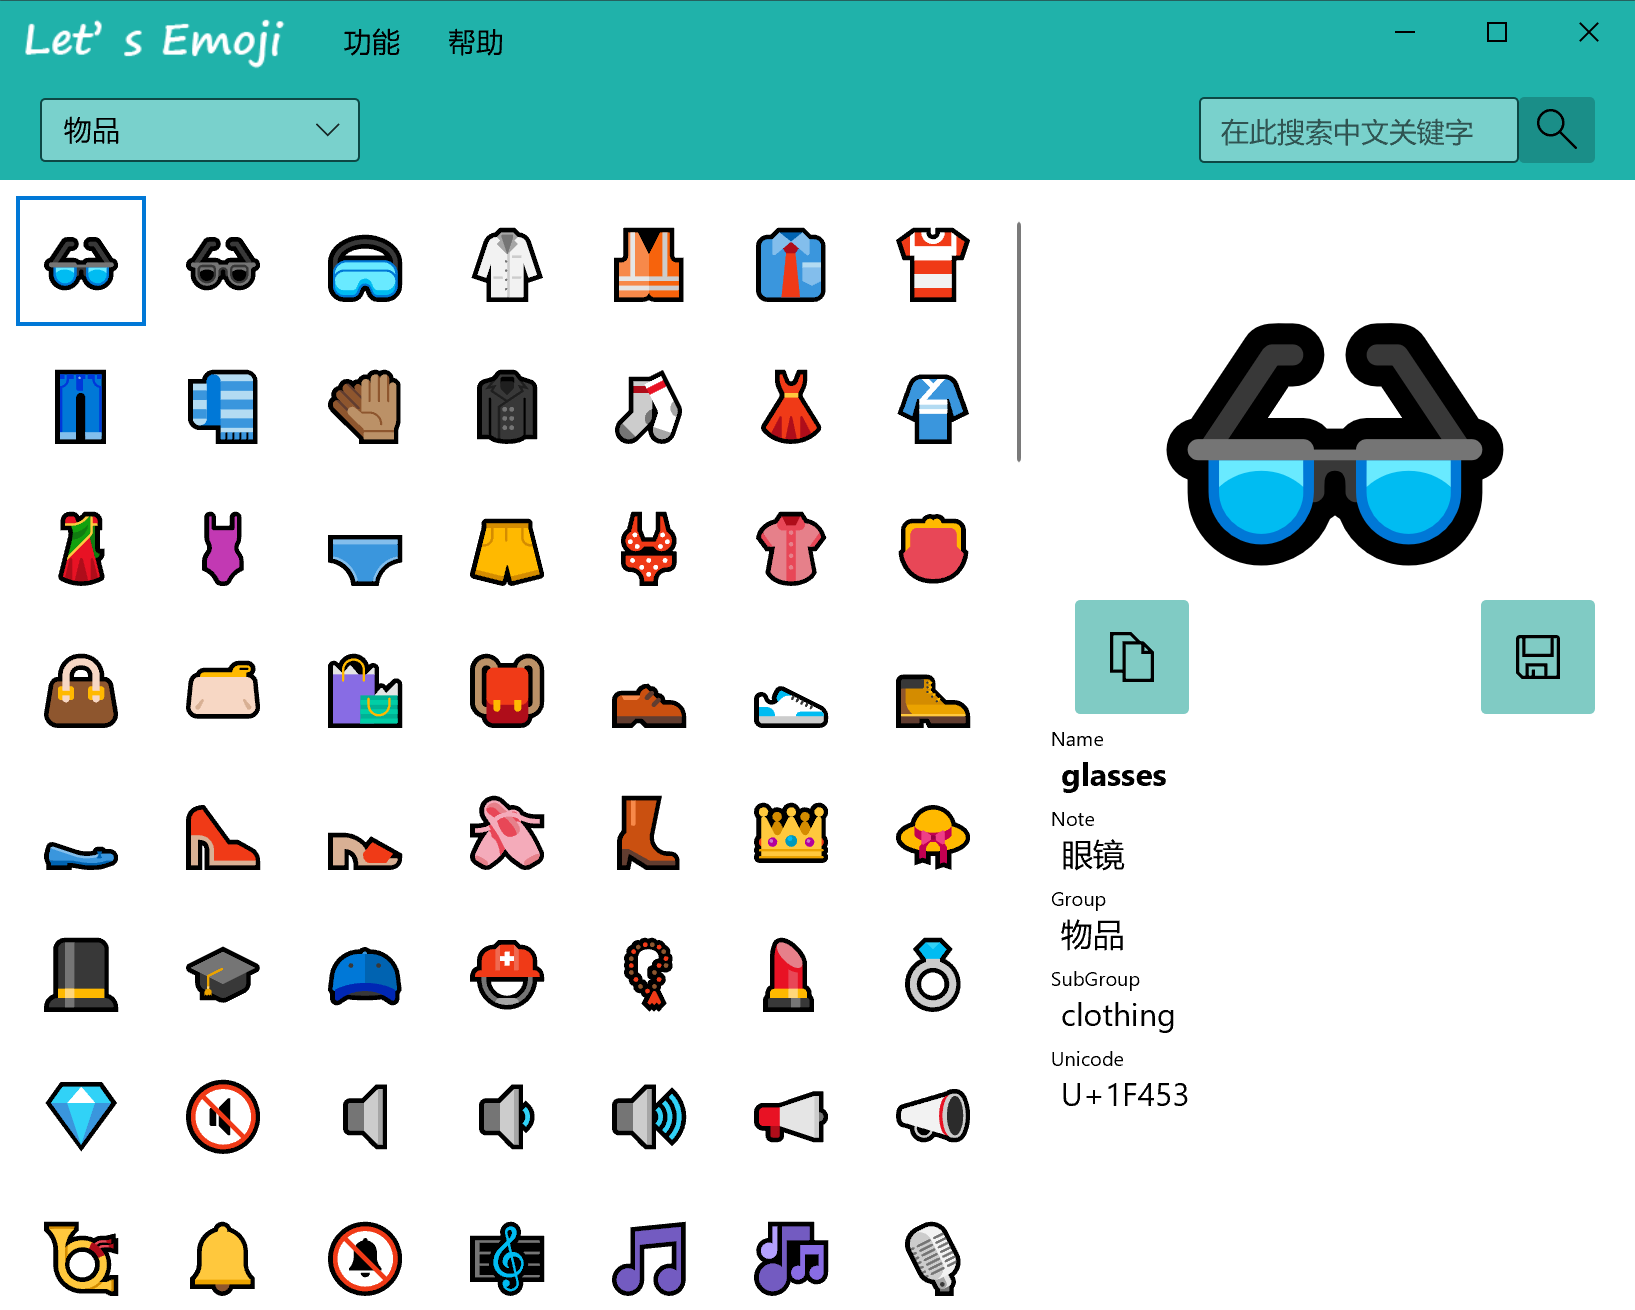 Let's Emoji
功能
帮助
物品
在此搜索中文关键字
Name
glasses
Note
眼镜
Group
物品
SubGroup
clothing
Unicode
U+1F453